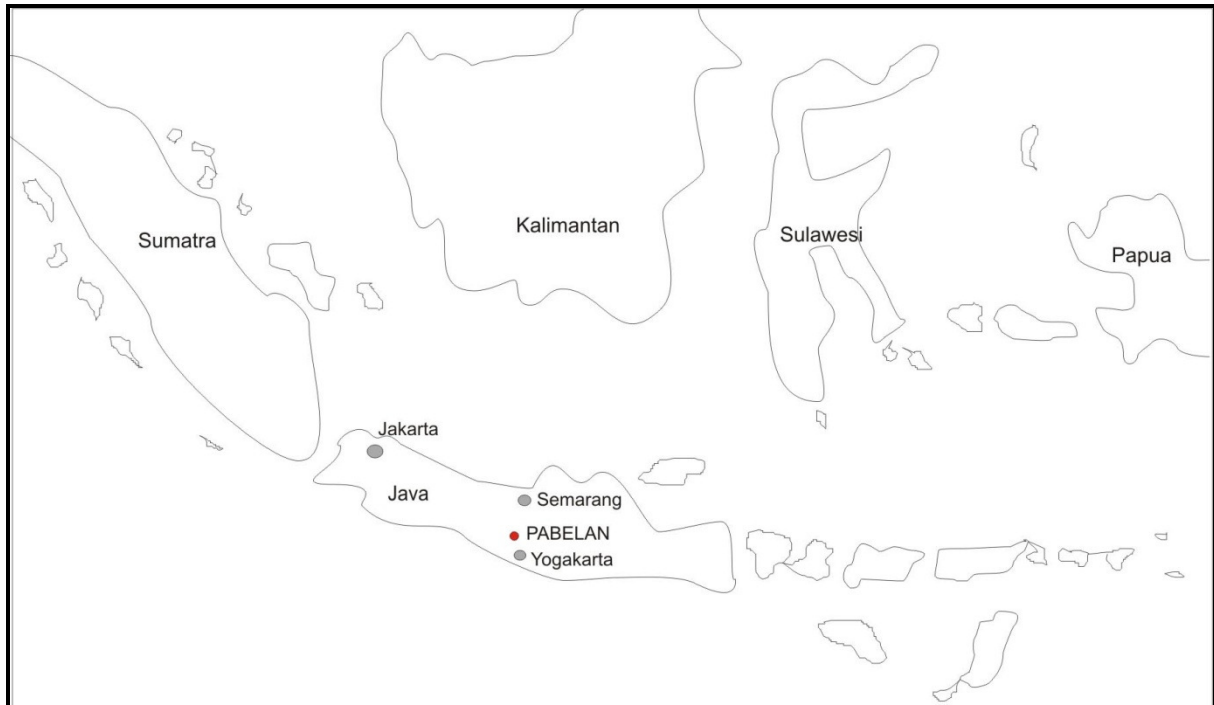 Kalimantan
Sumatra
Sulawesi
Papua
Jakarta
Java
Semarang
PABELAN
Yogakarta